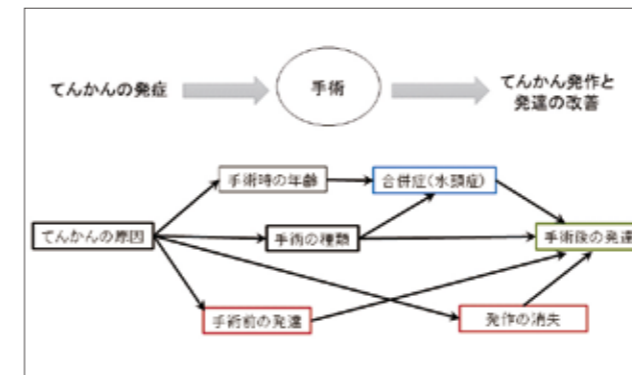 てんかんの発症
手術
てんかん発作と
発達の改善
手術時の年齢
合併症(水頭症)
てんかんの原因
手術の種類
手術後の発達
手術前の発達
発作の消失